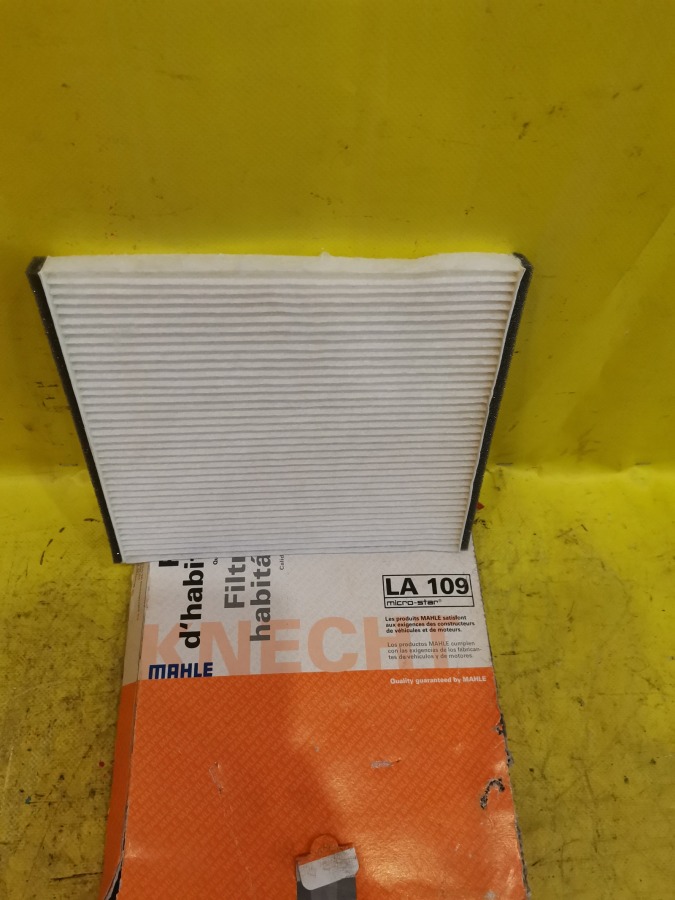 d'habi
Filt
habitá
LA 109
micro-star®
Les produits MAHLE satisfont
aux exigences des constructeurs
de véhicules et de moteurs.
Los productos MAHLE cumplen
con las exigencias de los fabrican-
tes de vehículos y de motores.
KNECH
MAHLE
Quality guaranteed by MAHLE